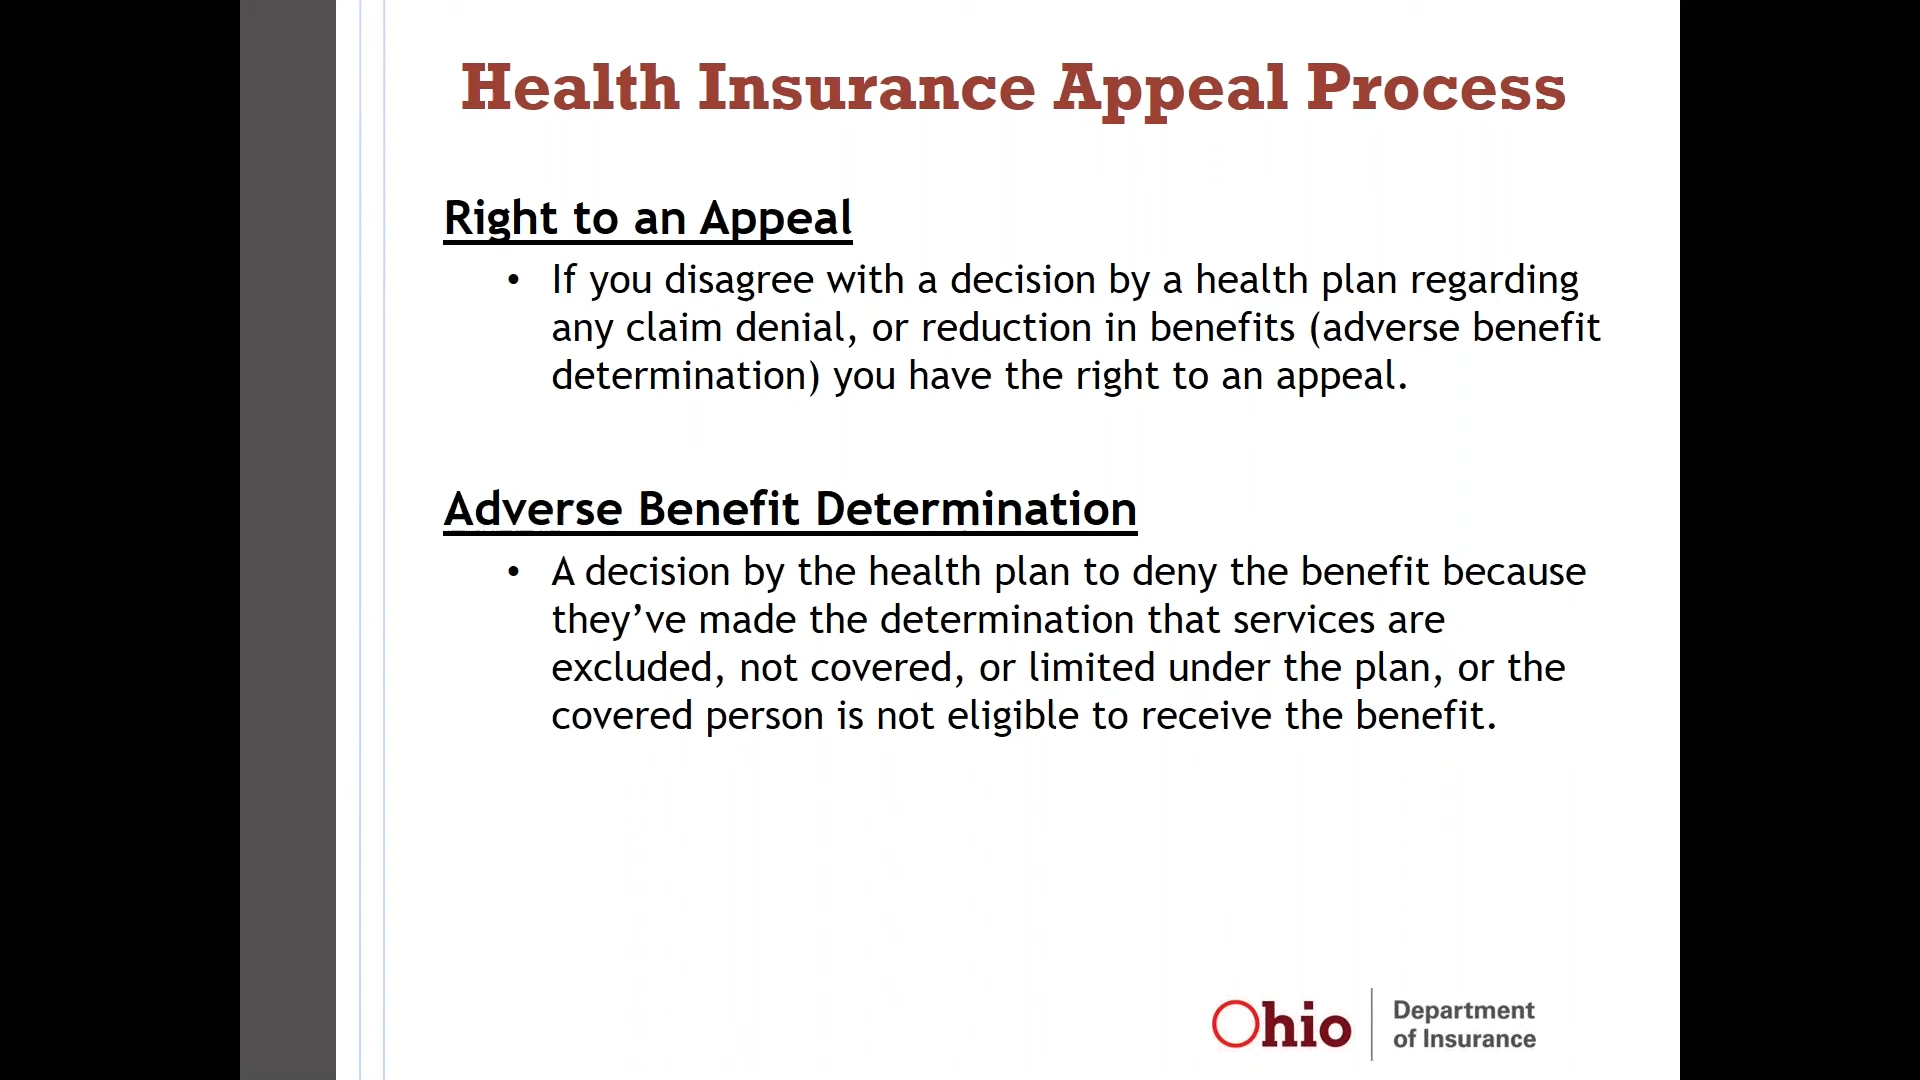 Health Insurance Appeal Process
Right to an Appeal
• If you disagree with a decision by a health plan regarding
any claim denial, or reduction in benefits (adverse benefit
determination) you have the right to an appeal.
Adverse Benefit Determination
• A decision by the health plan to deny the benefit because
they’ve made the determination that services are
excluded, not covered, or limited under the plan, or the
covered person is not eligible to receive the benefit.
Ohio
Department
of Insurance